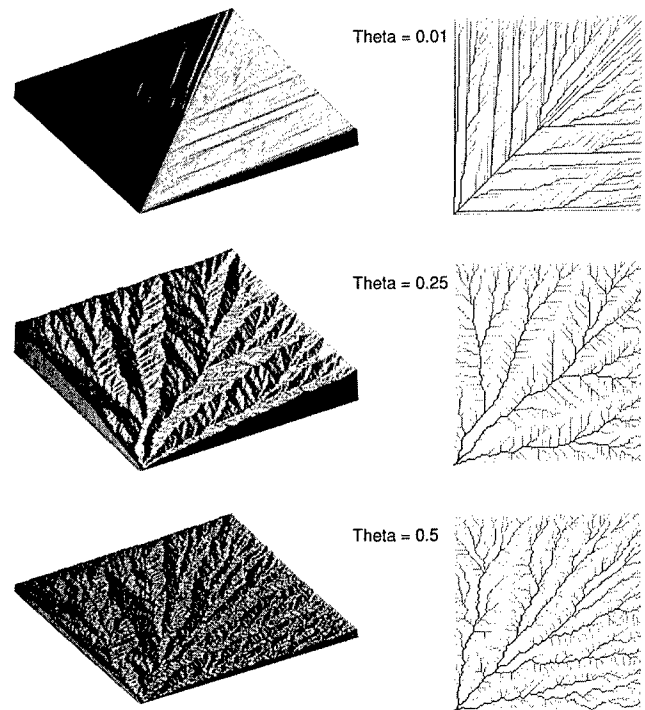 Theta = 0.01
Theta = 0.25
Theta = 0.5